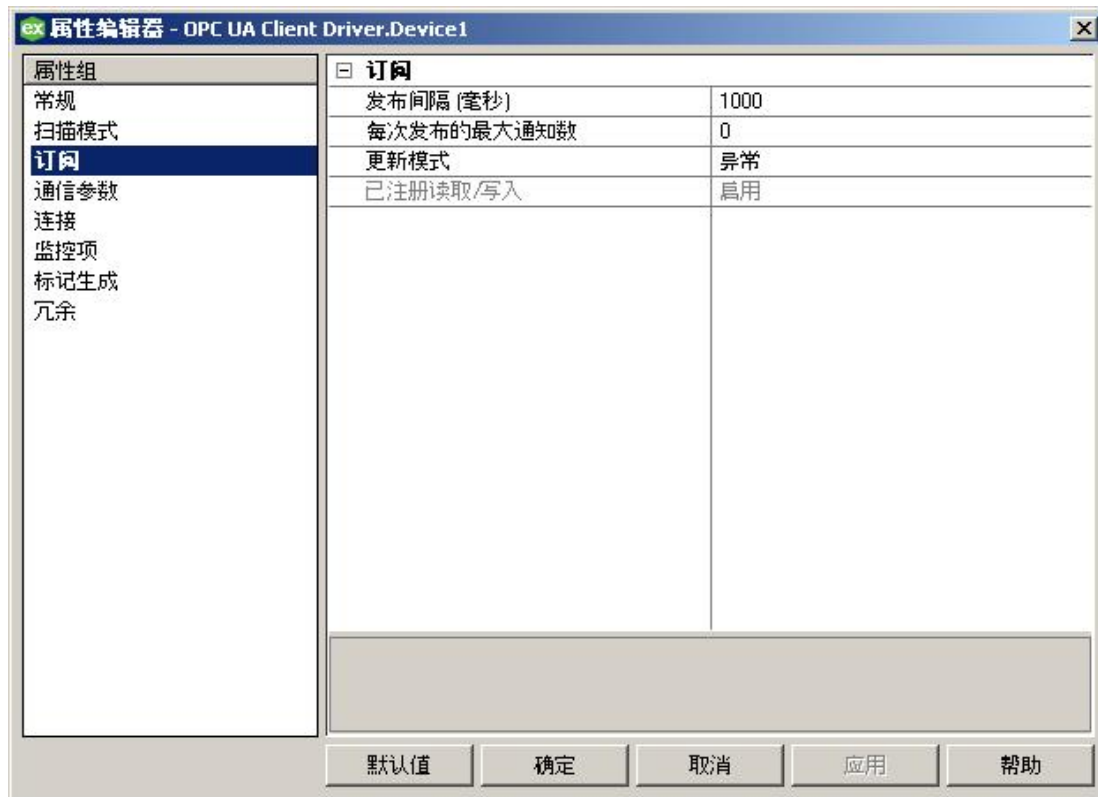 ex 属性编辑器 - OPC UA Client Driver.Device1
属性组
常规
扫描模式
订阅
通信参数
连接
监控项
标记生成
冗余
订阅
发布间隔 (毫秒) 1000
每次发布的最大通知数 0
更新模式 异常
已注册读取/写入 启用
默认值 确定 取消 应用 帮助